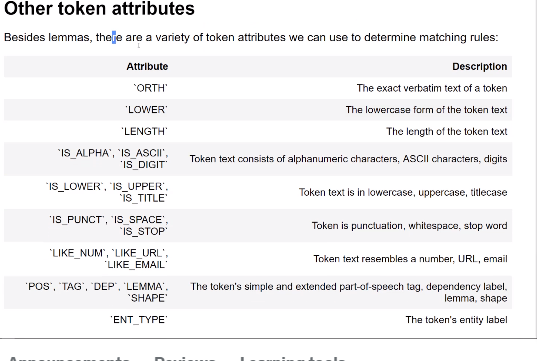 Other token attributes
Besides lemmas, there are a variety of token attributes we can use to determine matching rules:
Attribute Description
`ORTH` The exact verbatim text of a token
`LOWER` The lowercase form of the token text
`LENGTH` The length of the token text
`IS_ALPHA`, `IS_ASCII`,
`IS_DIGIT` Token text consists of alphanumeric characters, ASCII characters, digits
`IS_LOWER`, `IS_UPPER`,
`IS_TITLE` Token text is in lowercase, uppercase, titlecase
`IS_PUNCT`, `IS_SPACE`,
`IS_STOP` Token is punctuation, whitespace, stop word
`LIKE_NUM`, `LIKE_URL`,
`LIKE_EMAIL` Token text resembles a number, URL, email
`POS`, `TAG`, `DEP`, `LEMMA`,
`SHAPE` The token's simple and extended part-of-speech tag, dependency label,
lemma, shape
`ENT_TYPE` The token's entity label
Announcements Reviews Learning tools